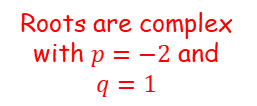 Roots are complex
with 𝑝 = −2 and
𝑞 = 1